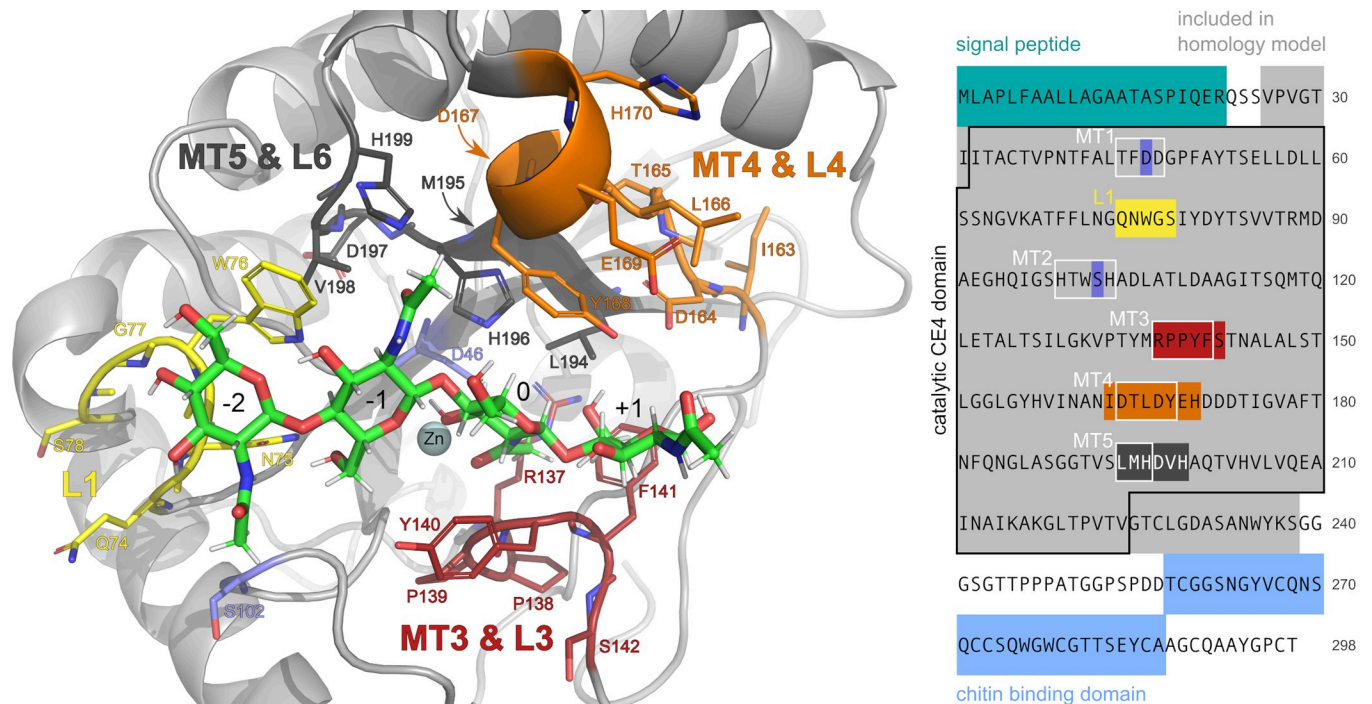 MT5 & L6
H199
D167
H170
MT4 & L4
M195
T165
L166
D197
I163
W76
E169
V198
Y168
D164
G77
H196
D46
L194
-2
-1
0
+1
Zn
S78
N75
L1
R137
F141
Q74
Y140
P139
P138
S102
MT3 & L3
S142
signal peptide
included in
homology model
catalytic CE4 domain
MLAPLFAALLAGAATASPIQERQSSVPVGT 30
MT1
IITACTVPNTFALTFDDGPFAYTSELLDLL 60
L1
SSNGVKATFFLNGQNWGSIYDYTSVVTRMD 90
MT2
AEGHQIGSHTWSHADLATLDAAGITSQMTQ 120
MT3
LETALTSILGKVPTYMRPPYFSTNALALST 150
MT4
LGGLGYHVINANIDTLDYEHDDDTIGVAFT 180
MT5
NFQNGLASGGTVSLMHDVHAQTVHVLVQEA 210
INAIKAKGLTPVTVGTCLGDASANWYKSGG 240
GSGTTPPPATGGPSPDDTCGGSNGYVCQNS 270
QCCSQWGWCGTTSEYCAAGCQAAYGPCT 298
chitin binding domain